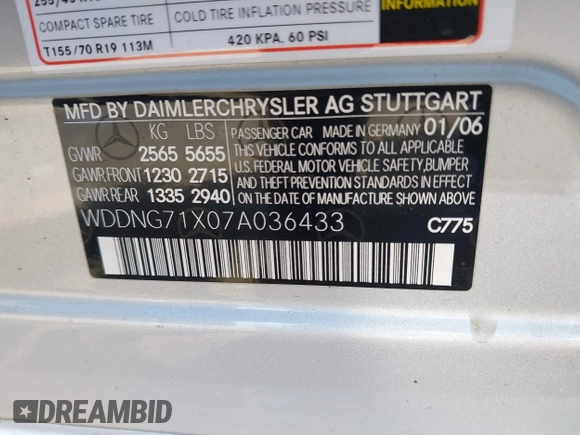 COMPACT SPARE TIRE
T155/70 R19 113M
COLD TIRE INFLATION PRESSURE
420 KPA. 60 PSI
INFORMATION
MFD BY DAIMLERCHRYSLER AG STUTTGART
KG LBS
GVWR 2565 5655
GAWR FRONT 1230 2715
GAWR REAR 1335 2940
PASSENGER CAR MADE IN GERMANY 01/06
THIS VEHICLE CONFORMS TO ALL APPLICABLE
U.S. FEDERAL MOTOR VEHICLE SAFETY, BUMPER
AND THEFT PREVENTION STANDARDS IN EFFECT
ON THE DATE OF MANUFACTURE SHOWN ABOVE
WDDNG71X07A036433
C775
DREAMBID